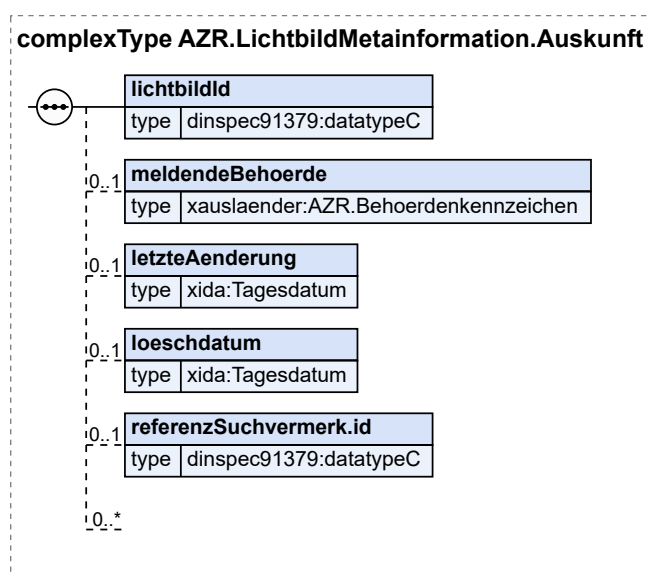 complexType AZR.LichtbildMetainformation.Auskunft
lichtbildId
type dinspec91379:datatypeC
0..1 meldendeBehoerde
type xauslaender:AZR.Behoerdenkennzeichen
0..1 letzteAenderung
type xida:Tagesdatum
0..1 loeschdatum
type xida:Tagesdatum
0..1 referenzSuchvermerk.id
type dinspec91379:datatypeC
0..*